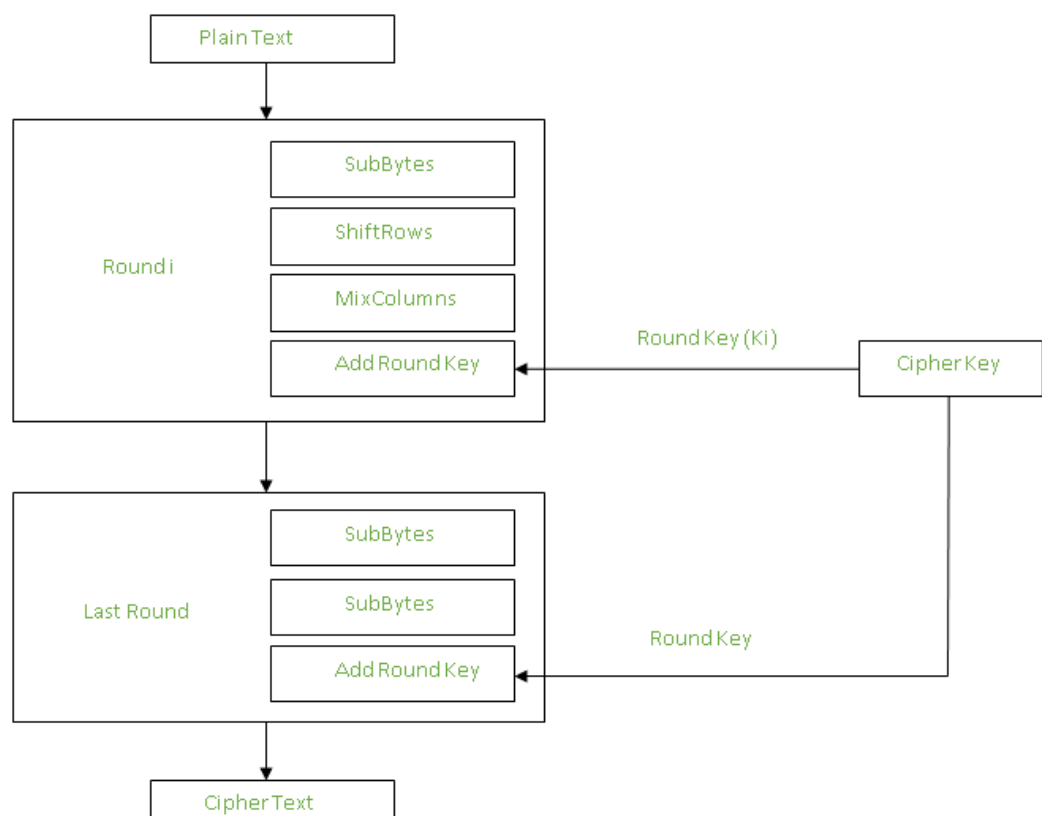 Plain Text
SubBytes
ShiftRows
Round i
MixColumns
Round Key (Ki)
Add Round Key
Cipher Key
SubBytes
SubBytes
Last Round
Round Key
Add Round Key
Cipher Text